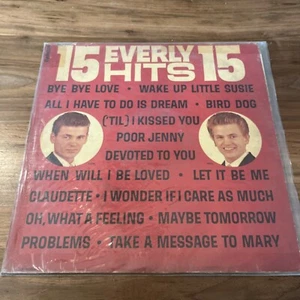 15 EVERLY 15
HITS
BYE BYE LOVE • WAKE UP LITTLE SUSIE
ALL I HAVE TO DO IS DREAM • BIRD DOG
('TIL) I KISSED YOU
POOR JENNY
DEVOTED TO YOU
WHEN WILL I BE LOVED • LET IT BE ME
CLAUDETTE • I WONDER IF I CARE AS MUCH
OH, WHAT A FEELING • MAYBE TOMORROW
PROBLEMS • TAKE A MESSAGE TO MARY